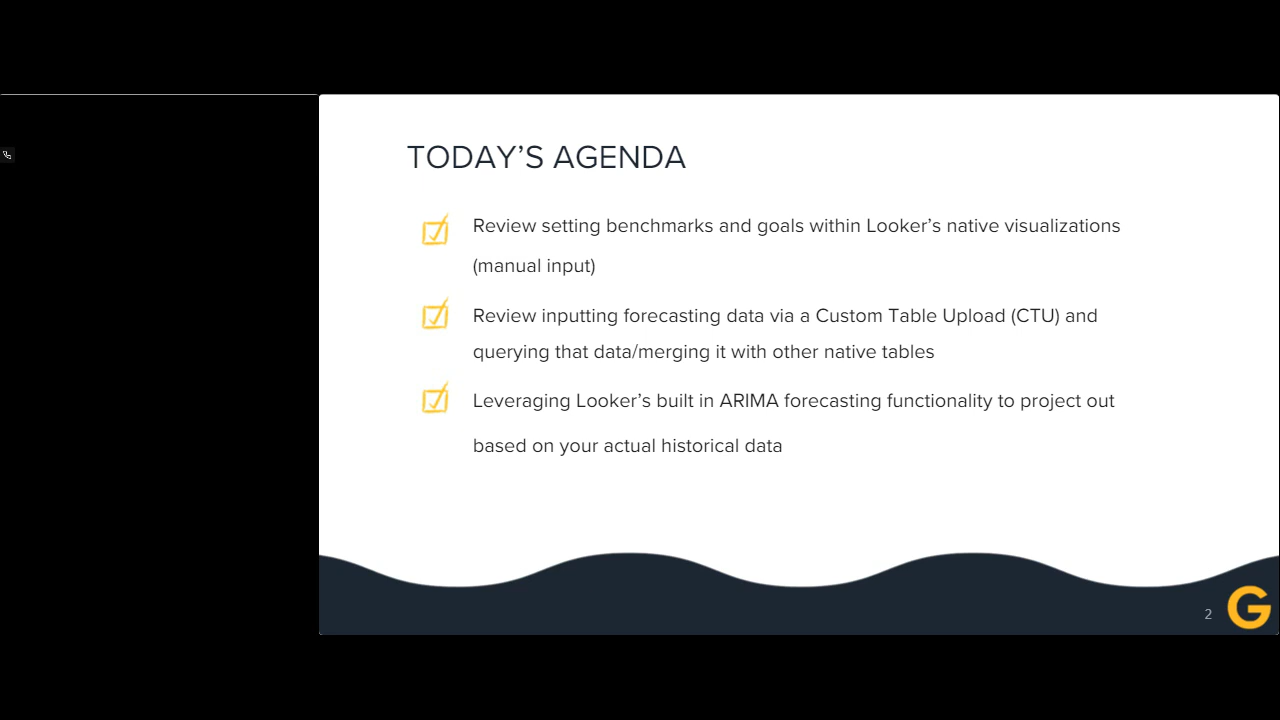 TODAY’S AGENDA
Review setting benchmarks and goals within Looker’s native visualizations
(manual input)
Review inputting forecasting data via a Custom Table Upload (CTU) and
querying that data/merging it with other native tables
Leveraging Looker’s built in ARIMA forecasting functionality to project out
based on your actual historical data
2
G